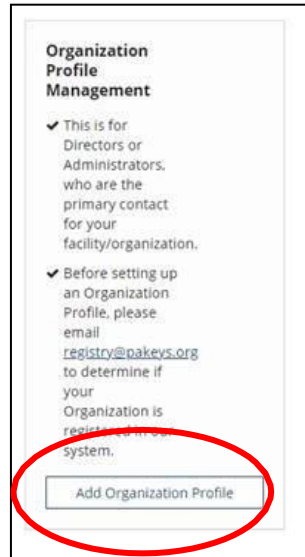 Organization
Profile
Management
✔ This is for
Directors or
Administrators,
who are the
primary contact
for your
facility/organization.
✔ Before setting up
an Organization
Profile, please
email
registry@pakeys.org
to determine if
your
Organization is
registered in our
system.
Add Organization Profile